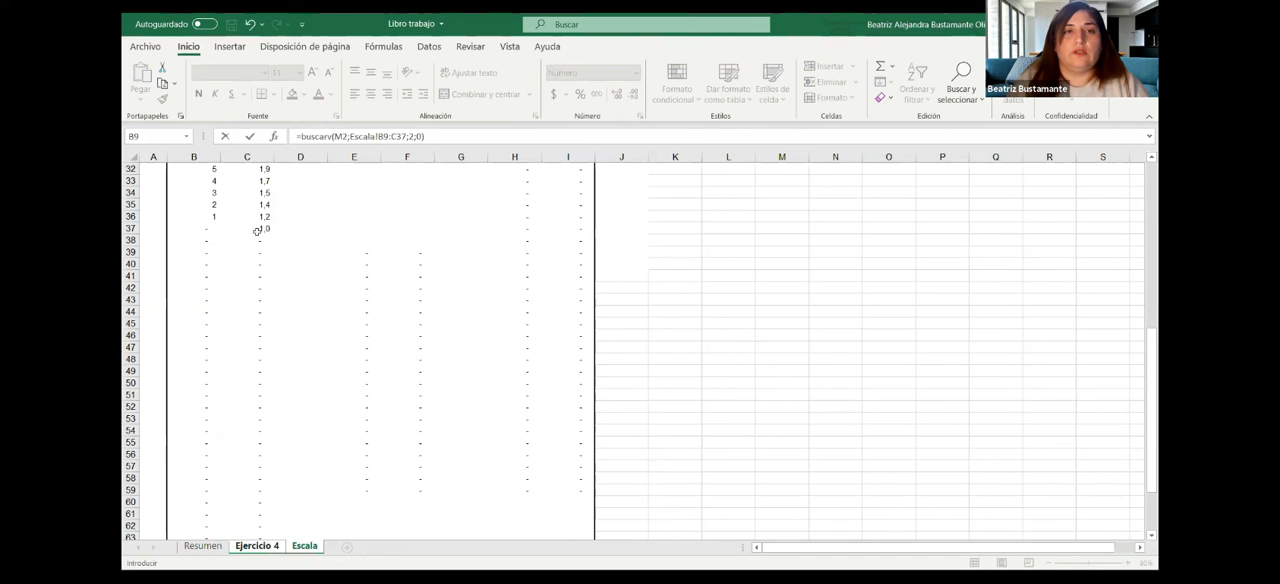 Autoguardado
Libro trabajo
Buscar
Beatriz Alejandra Bustamante Oli
Archivo Inicio Insertar Disposición de página Fórmulas Datos Revisar Vista Ayuda
Beatriz Bustamante
Pegar
Portapapeles
11
N K S
Fuente
Ajustar texto
Combinar y centrar
Alineación
Número
$ % 000
Número
Formato condicional
Dar formato como tabla
Estilos de celda
Estilos
Insertar
Eliminar
Formato
Celdas
Ordenar y filtrar
Buscar y seleccionar
Edición
datos
Análisis
Confidencialidad
B9 =buscarv(M2;Escala!B9:C37;2;0)
A B C D E F G H I J K L M N O P Q R S
32 5 1,9 - -
33 4 1,7 - -
34 3 1,5 - -
35 2 1,4 - -
36 1 1,2 - -
37 - 1,0 - -
38 - - - -
39 - - - - - -
40 - - - - - -
41 - - - - - -
42 - - - - - -
43 - - - - - -
44 - - - - - -
45 - - - - - -
46 - - - - - -
47 - - - - - -
48 - - - - - -
49 - - - - - -
50 - - - - - -
51 - - - - - -
52 - - - - - -
53 - - - - - -
54 - - - - - -
55 - - - - - -
56 - - - - - -
57 - - - - - -
58 - - - - - -
59 - - - - - -
60 - -
61 - -
62 - -
63 - -
Resumen Ejercicio 4 Escala
Introducir
80%